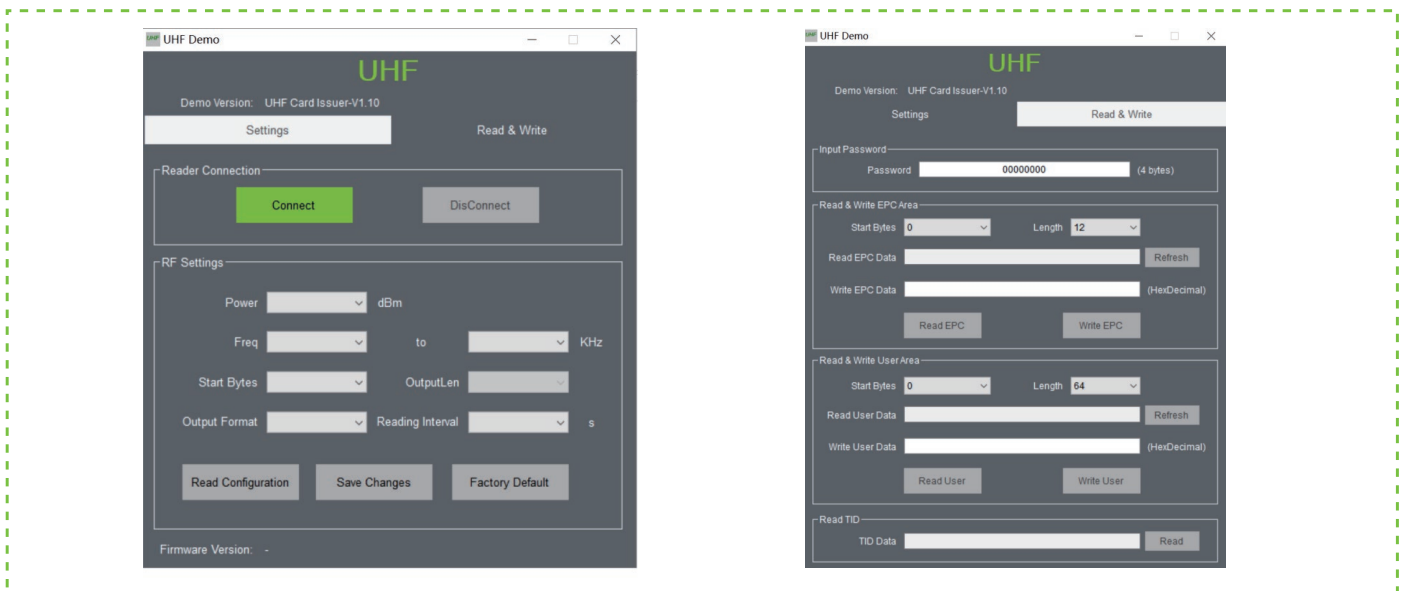 UHF UHF Demo
UHF
Demo Version: UHF Card Issuer-V1.10
Settings Read & Write
Reader Connection
Connect DisConnect
RF Settings
Power dBm
Freq to KHz
Start Bytes OutputLen
Output Format Reading Interval s
Read Configuration Save Changes Factory Default
Firmware Version: -
UHF UHF Demo
UHF
Demo Version: UHF Card Issuer-V1.10
Settings Read & Write
Input Password
Password 00000000 (4 bytes)
Read & Write EPC Area
Start Bytes 0 Length 12
Read EPC Data Refresh
Write EPC Data (HexDecimal)
Read EPC Write EPC
Read & Write User Area
Start Bytes 0 Length 64
Read User Data Refresh
Write User Data (HexDecimal)
Read User Write User
Read TID
TID Data Read